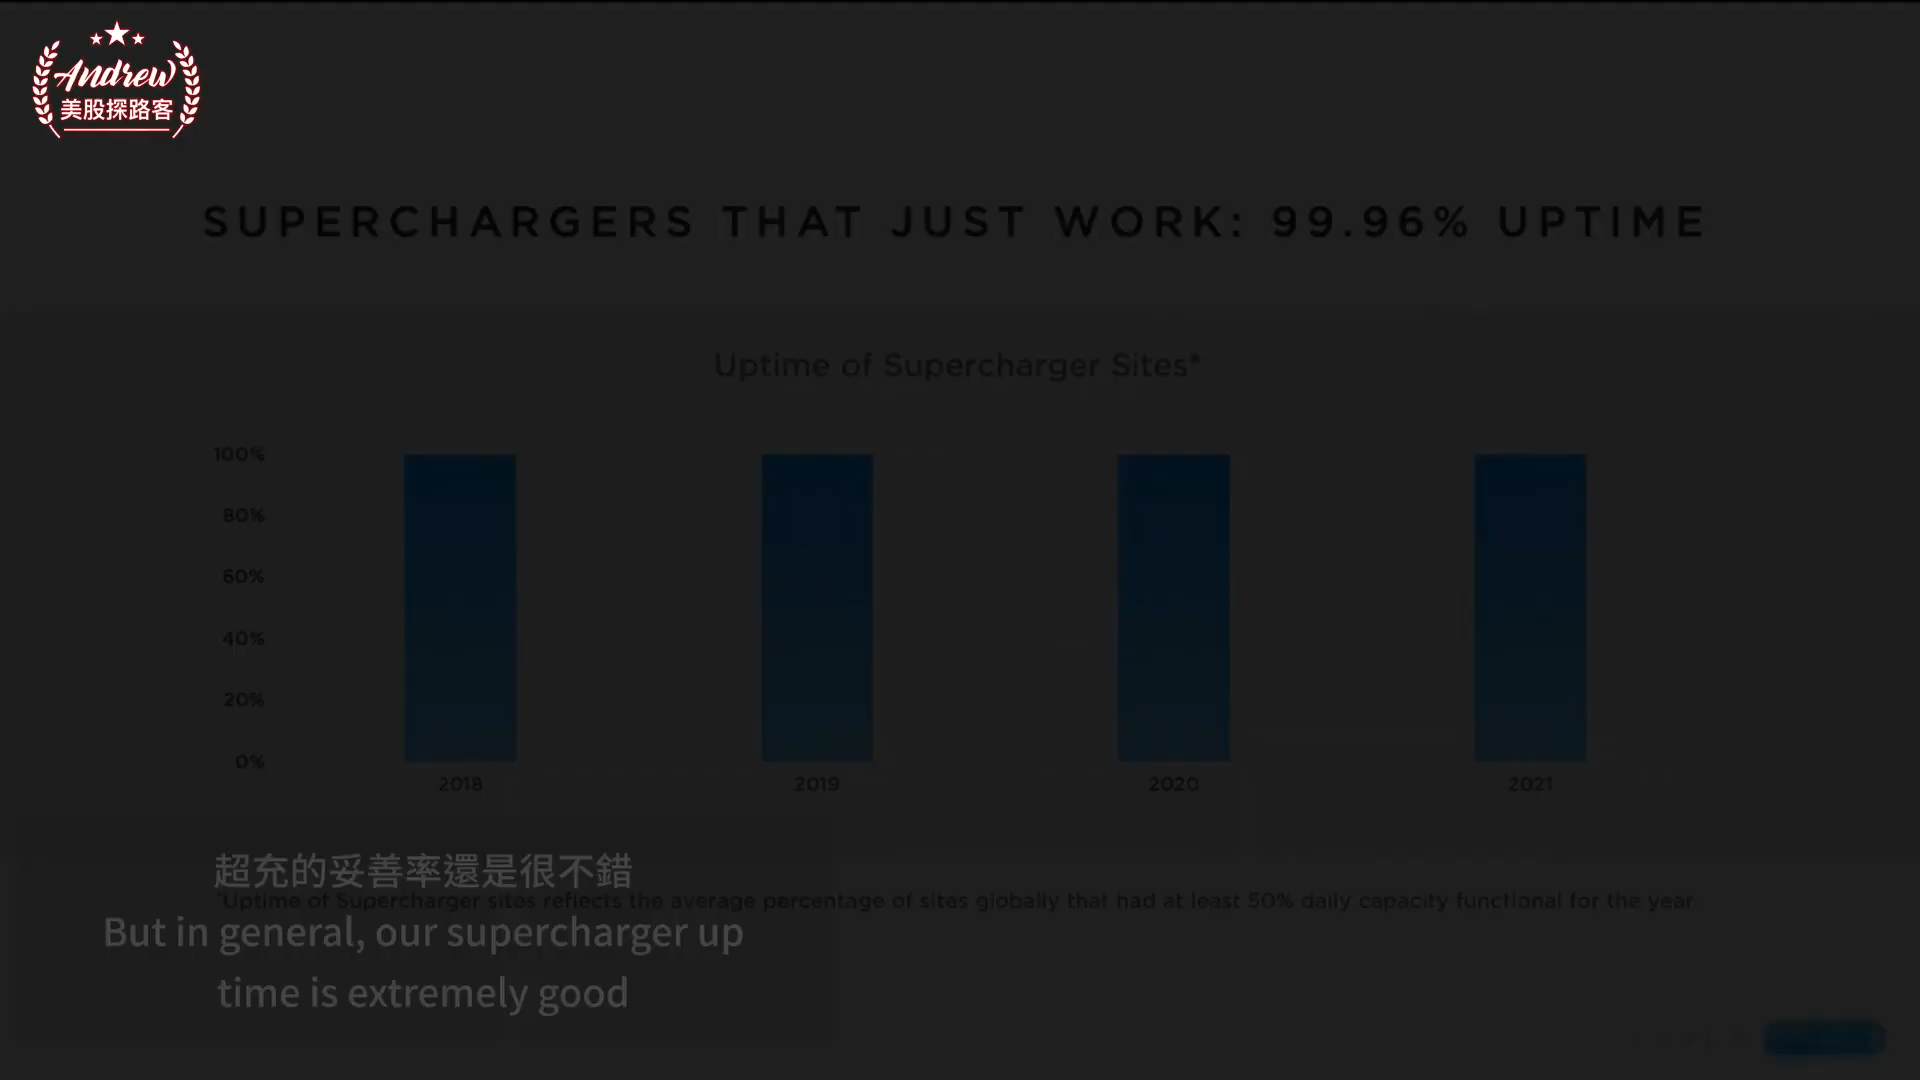 Andrew
美股探路客
SUPERCHARGERS THAT JUST WORK: 99.96% UPTIME
Uptime of Supercharger Sites*
100%
80%
60%
40%
20%
0%
2018 2019 2020 2021
超充的妥善率還是很不錯
*Uptime of Supercharger sites reflects the average percentage of sites globally that had at least 50% daily capacity functional for the year.
But in general, our supercharger up
time is extremely good